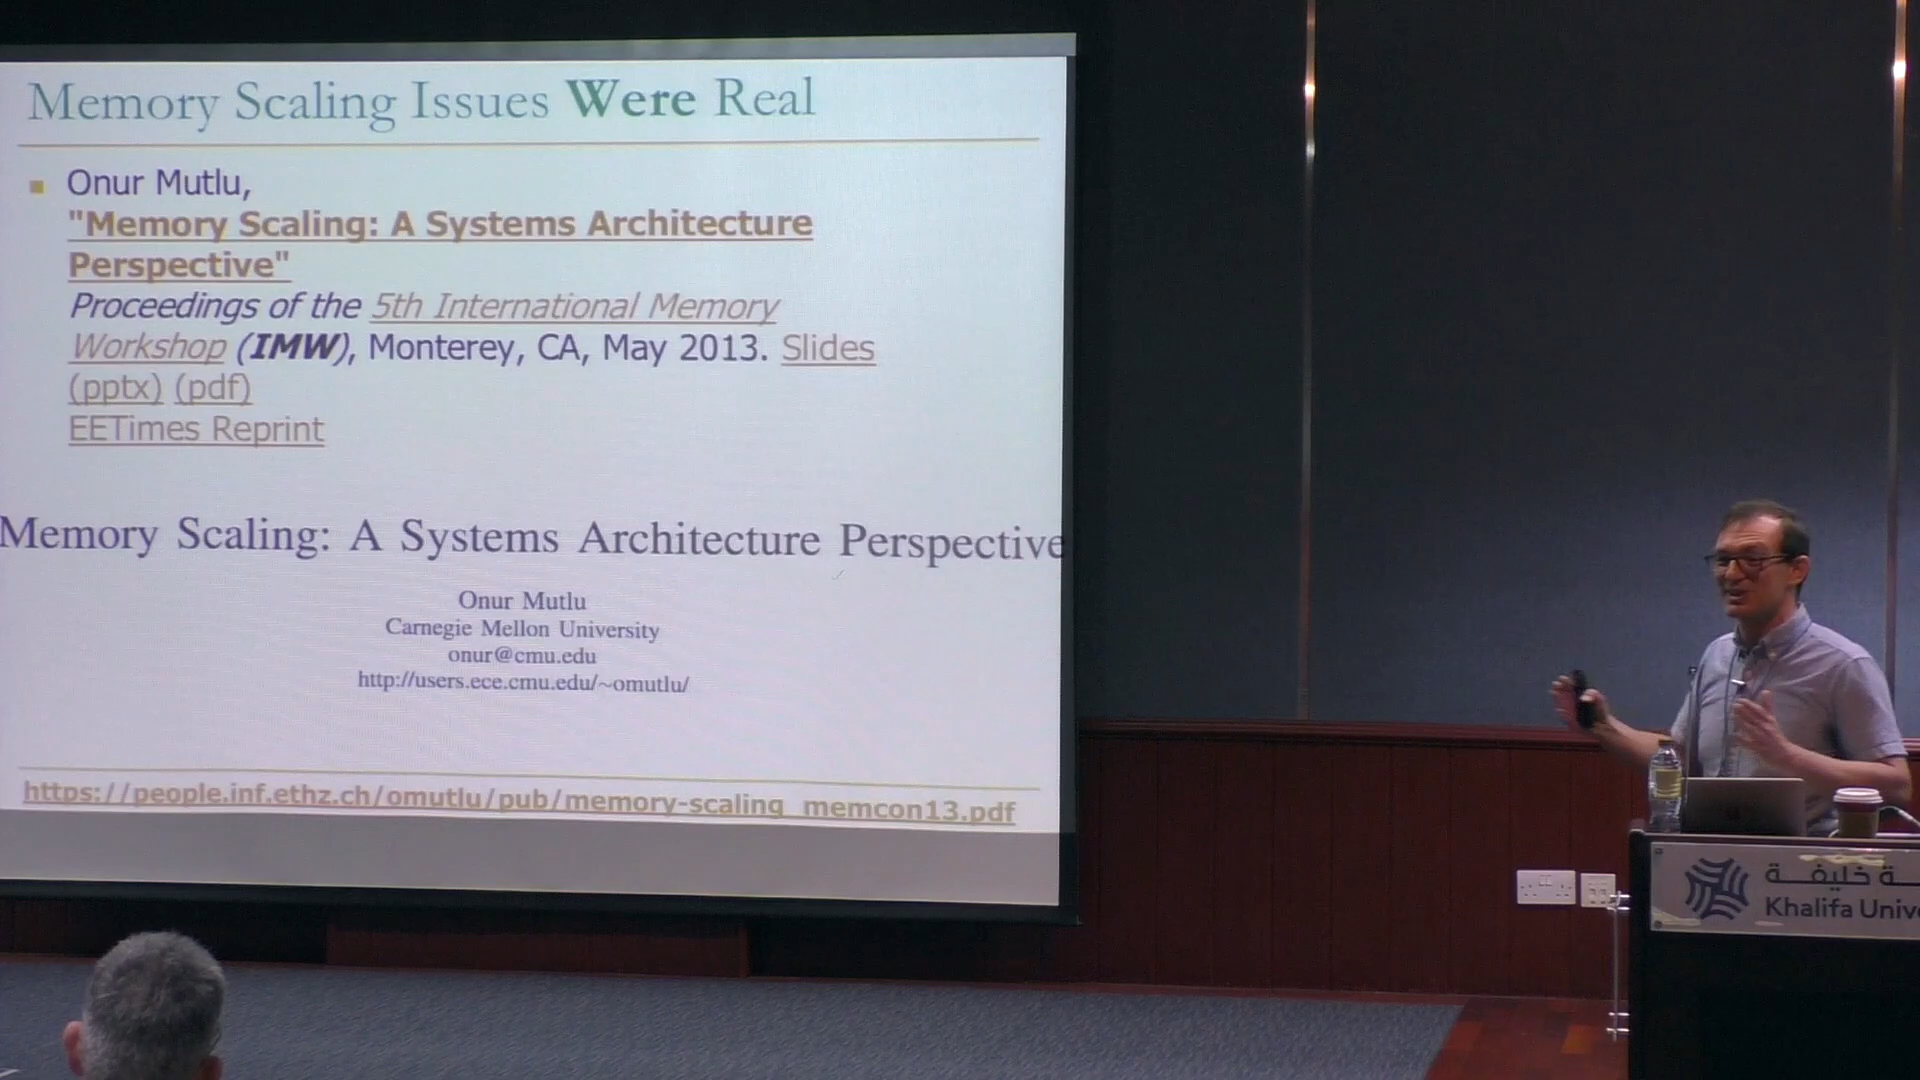 Memory Scaling Issues Were Real
Onur Mutlu,
"Memory Scaling: A Systems Architecture
Perspective"
Proceedings of the 5th International Memory
Workshop (IMW), Monterey, CA, May 2013. Slides
(pptx) (pdf)
EETimes Reprint
Memory Scaling: A Systems Architecture Perspective
Onur Mutlu
Carnegie Mellon University
onur@cmu.edu
http://users.ece.cmu.edu/~omutlu/
https://people.inf.ethz.ch/omutlu/pub/memory-scaling_memcon13.pdf
خليفة
Khalifa Unive